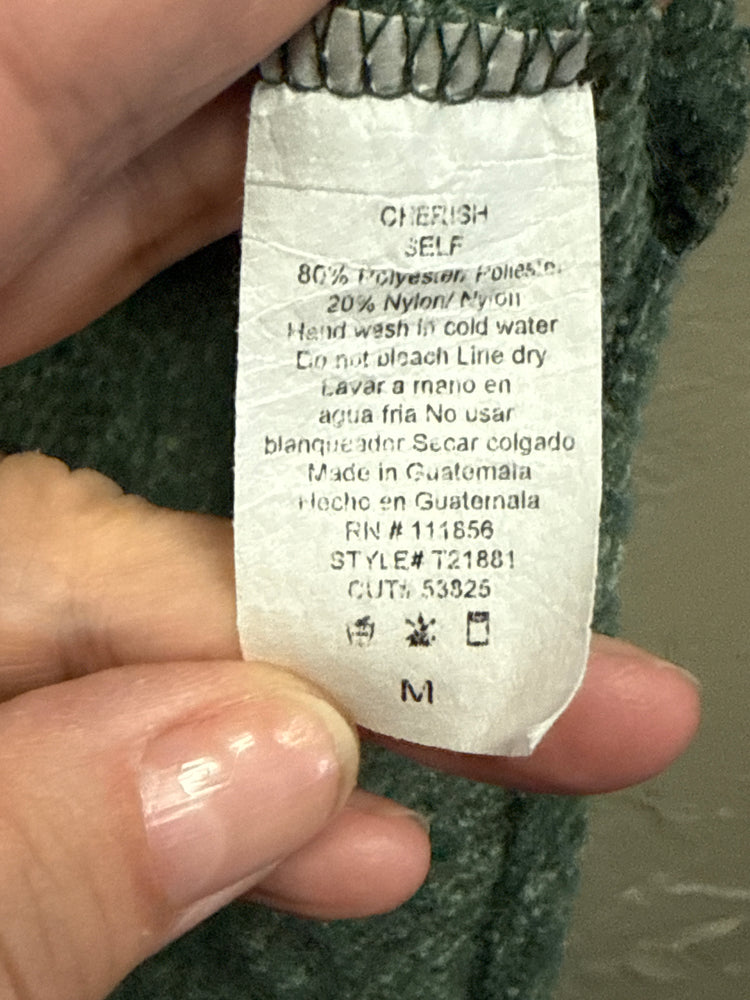 CHERISH
SELF
80% Polyester/ Poliester
20% Nylon/ Nylon
Hand wash in cold water
Do not bleach Line dry
Lavar a mano en
agua fria No usar
blanqueador Secar colgado
Made in Guatemala
Hecho en Guatemala
RN # 111856
STYLE# T21881
CUT# 53825
M